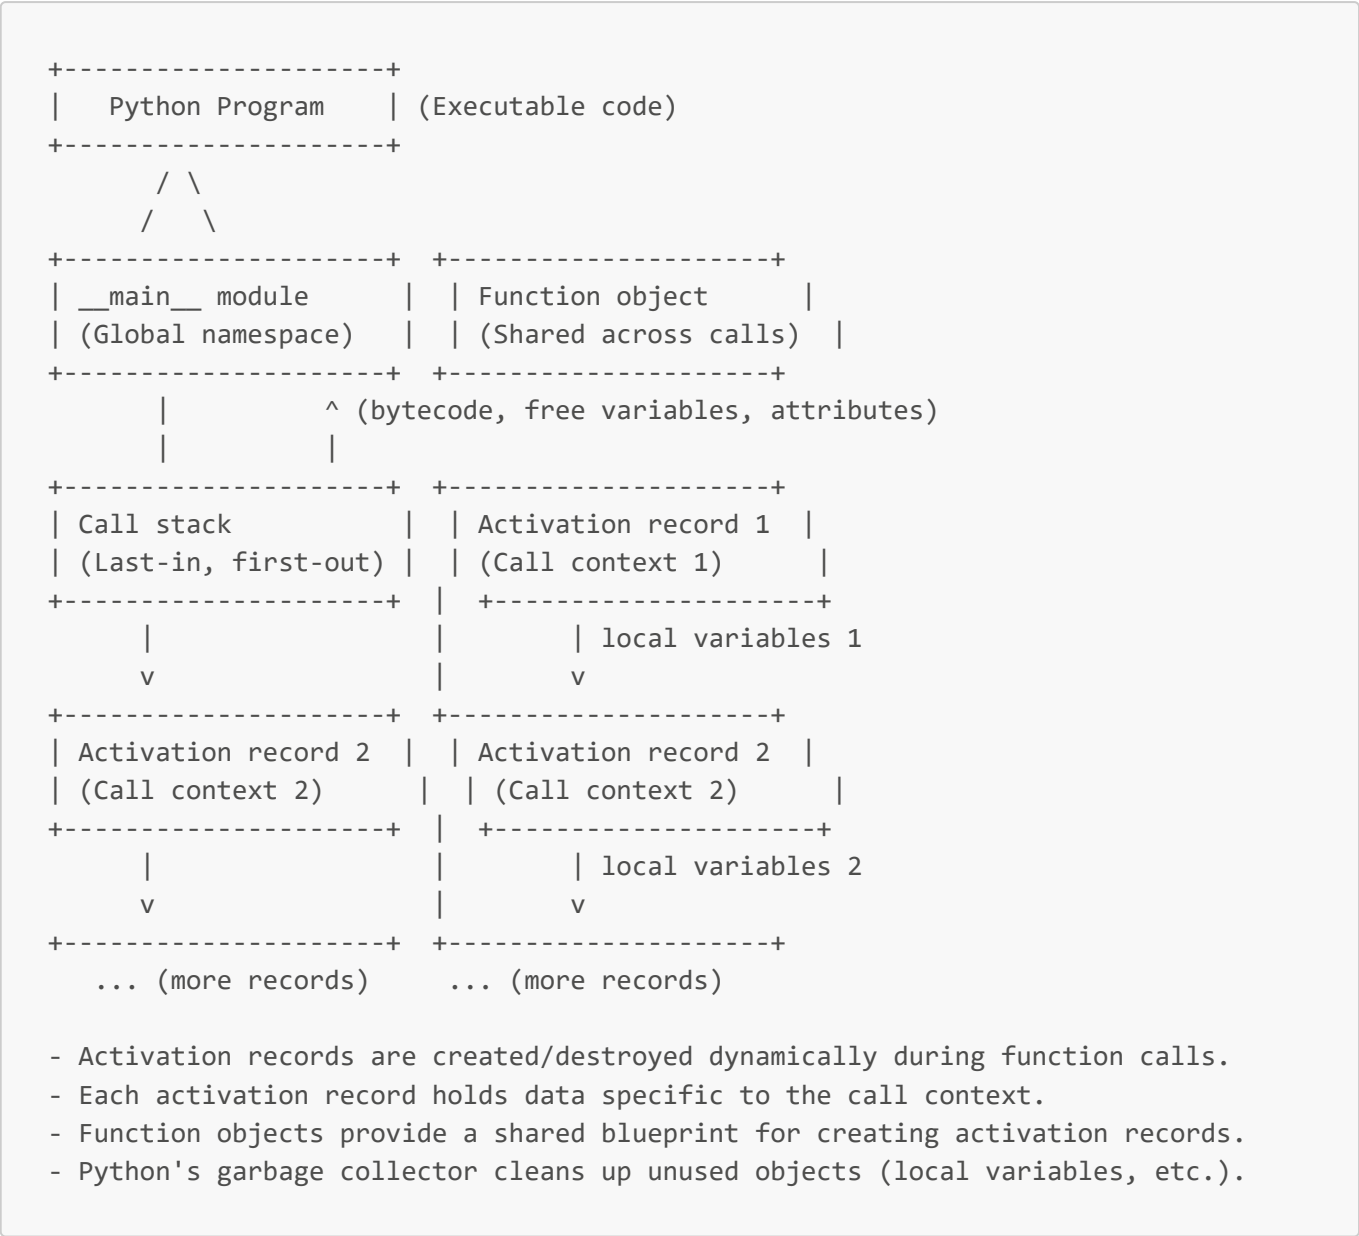 +---------------------+
|   Python Program    | (Executable code)
+---------------------+
       / \
      /   \
+---------------------+  +---------------------+
| __main__ module      |  | Function object      |
| (Global namespace)   |  | (Shared across calls)  |
+---------------------+  +---------------------+
       |          ^ (bytecode, free variables, attributes)
       |          |
+---------------------+  +---------------------+
| Call stack           |  | Activation record 1  |
| (Last-in, first-out) |  | (Call context 1)      |
+---------------------+  |  +---------------------+
      |                  |        | local variables 1
      v                  |        v
+---------------------+  +---------------------+
| Activation record 2  |  | Activation record 2  |
| (Call context 2)      |  | (Call context 2)      |
+---------------------+  |  +---------------------+
      |                  |        | local variables 2
      v                  |        v
+---------------------+  +---------------------+
   ... (more records)     ... (more records)
- Activation records are created/destroyed dynamically during function calls.
- Each activation record holds data specific to the call context.
- Function objects provide a shared blueprint for creating activation records.
- Python's garbage collector cleans up unused objects (local variables, etc.).